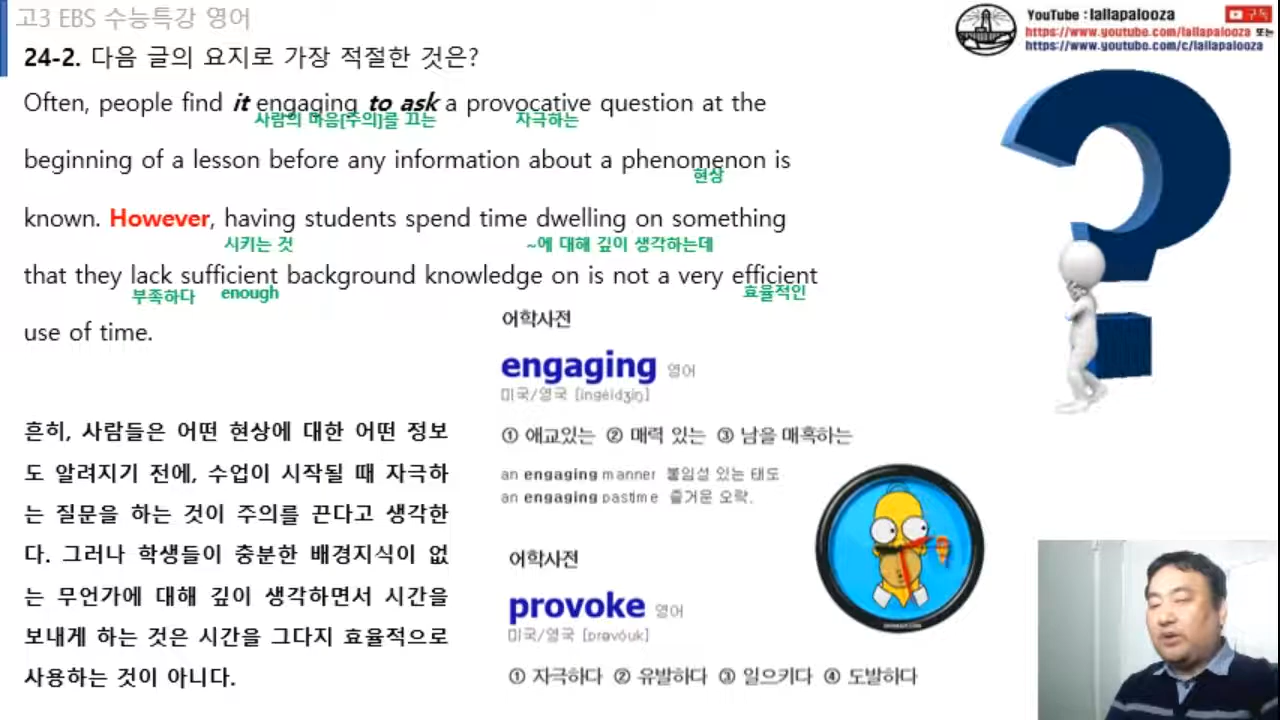 고3 EBS 수능특강 영어
YouTube : lallapalooza
구독
https://www.youtube.com/lallapalooza 또는
https://www.youtube.com/c/lallapalooza
24-2. 다음 글의 요지로 가장 적절한 것은?
Often, people find it engaging to ask a provocative question at the
사람의 마음[주의]를 끄는 자극하는
beginning of a lesson before any information about a phenomenon is
현상
known. However, having students spend time dwelling on something
시키는 것 ~에 대해 깊이 생각하는데
that they lack sufficient background knowledge on is not a very efficient
부족하다 enough 효율적인
use of time.
어학사전
engaging 영어
미국/영국 [ingéidʒiŋ]
① 애교있는 ② 매력 있는 ③ 남을 매혹하는
an engaging manner 붙임성 있는 태도
an engaging pastime 즐거운 오락.
흔히, 사람들은 어떤 현상에 대한 어떤 정보
도 알려지기 전에, 수업이 시작될 때 자극하
는 질문을 하는 것이 주의를 끈다고 생각한
다. 그러나 학생들이 충분한 배경지식이 없
는 무언가에 대해 깊이 생각하면서 시간을
보내게 하는 것은 시간을 그다지 효율적으로
사용하는 것이 아니다.
어학사전
provoke 영어
미국/영국 [prəvóuk]
① 자극하다 ② 유발하다 ③ 일으키다 ④ 도발하다